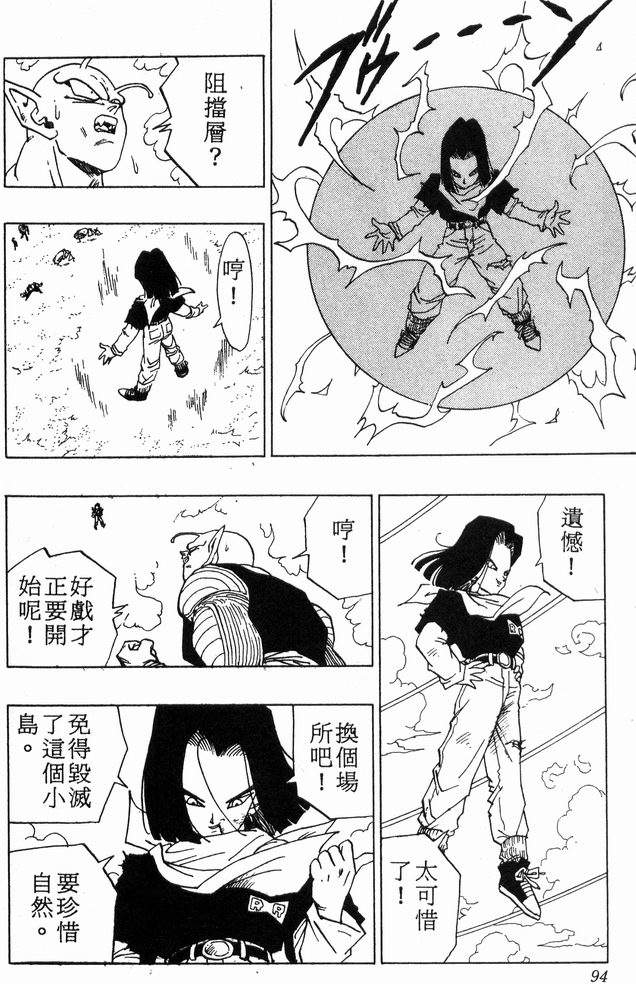 ブゥーーーン
阻擋層？
哼！
遺憾！
太可惜
了！
哼！
好戲才
正要開
始呢！
換個場
所吧！
免得毀滅
了這個小
島。
要珍惜
自然。
RR
94